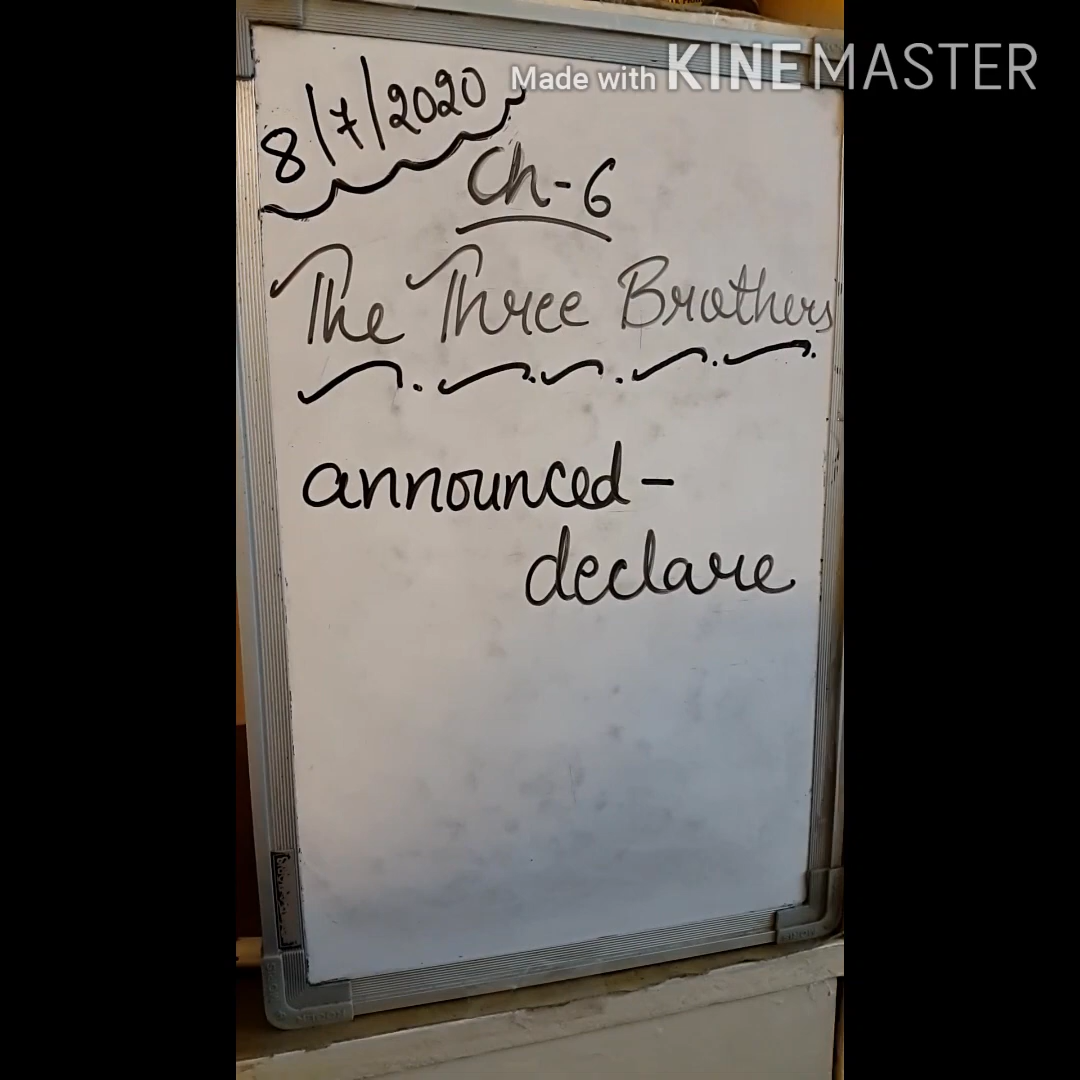 Made with KINEMASTER
8/7/2020
Ch-6
The Three Brothers
announced-
declare